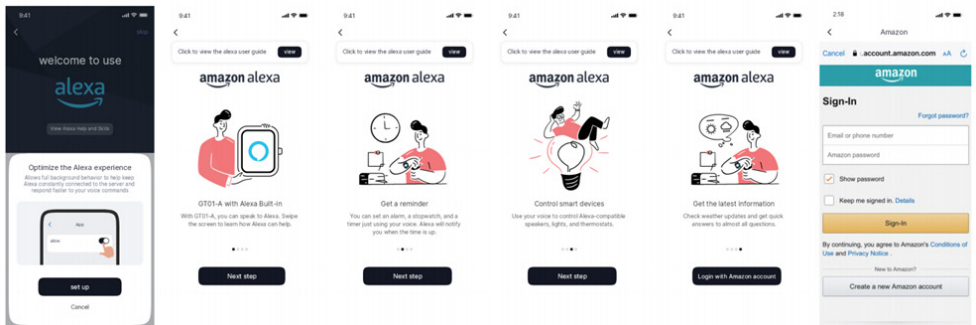 9:41
skip
welcome to use
alexa
View Alexa Help and Skills
Optimize the Alexa experience
Allows full background behavior to help keep
Alexa constantly connected to the server and
respond faster to your voice commands
set up
Cancel
9:41
Click to view the alexa user guide
view
amazon alexa
GT01-A with Alexa Built-in
With GT01-A, you can speak to Alexa. Swipe
the screen to learn how Alexa can help.
Next step
9:41
Click to view the alexa user guide
view
amazon alexa
Get a reminder
You can set an alarm, a stopwatch, and a
timer just using your voice. Alexa will notify
you when the time is up.
Next step
9:41
Click to view the alexa user guide
view
amazon alexa
Control smart devices
Use your voice to control Alexa-compatible
speakers, lights, and thermostats.
Next step
9:41
Click to view the alexa user guide
view
amazon alexa
Get the latest information
Check weather updates and get quick
answers to almost all questions.
Login with Amazon account
2:18
Amazon
Cancel
.account.amazon.com
AA
amazon
Sign-In
Forgot password?
Email or phone number
Amazon password
Show password
Keep me signed in. Details
Sign-In
By continuing, you agree to Amazon's Conditions of
Use and Privacy Notice .
New to Amazon?
Create a new Amazon account